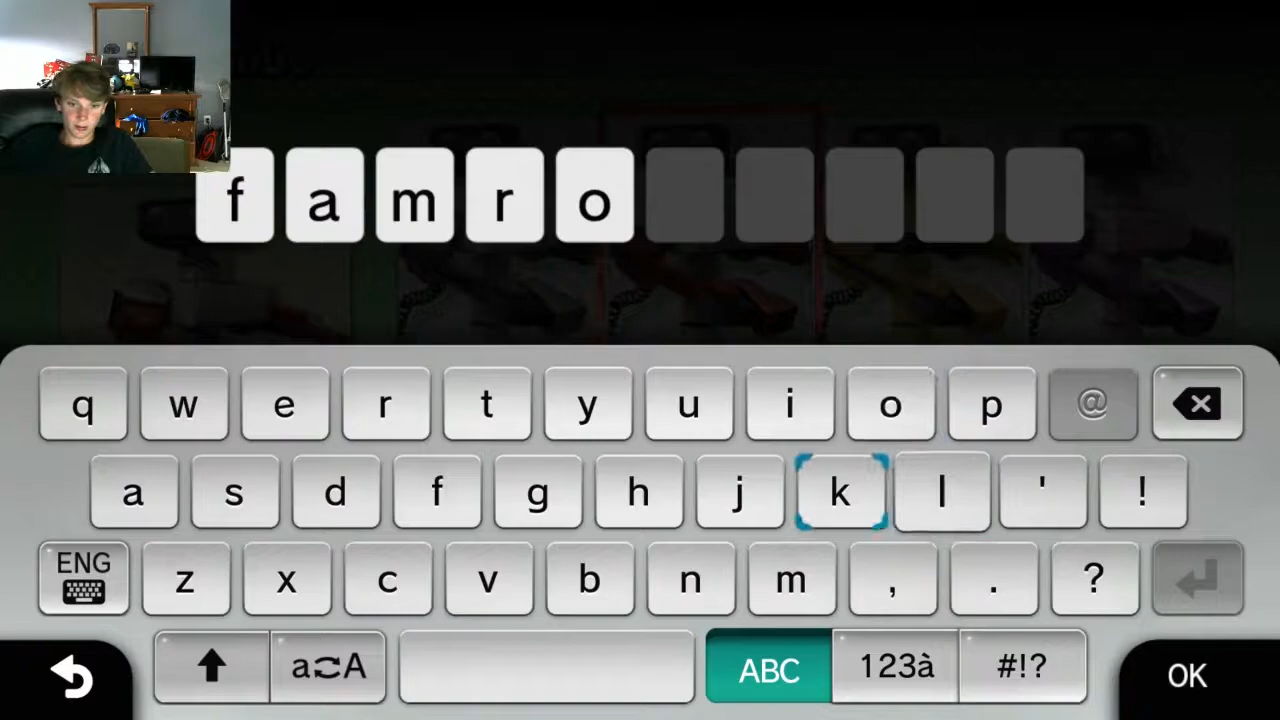 f a m r o
q w e r t y u i o p @
a s d f g h j k l ' !
ENG z x c v b n m , . ?
a A ABC 123à #!? OK